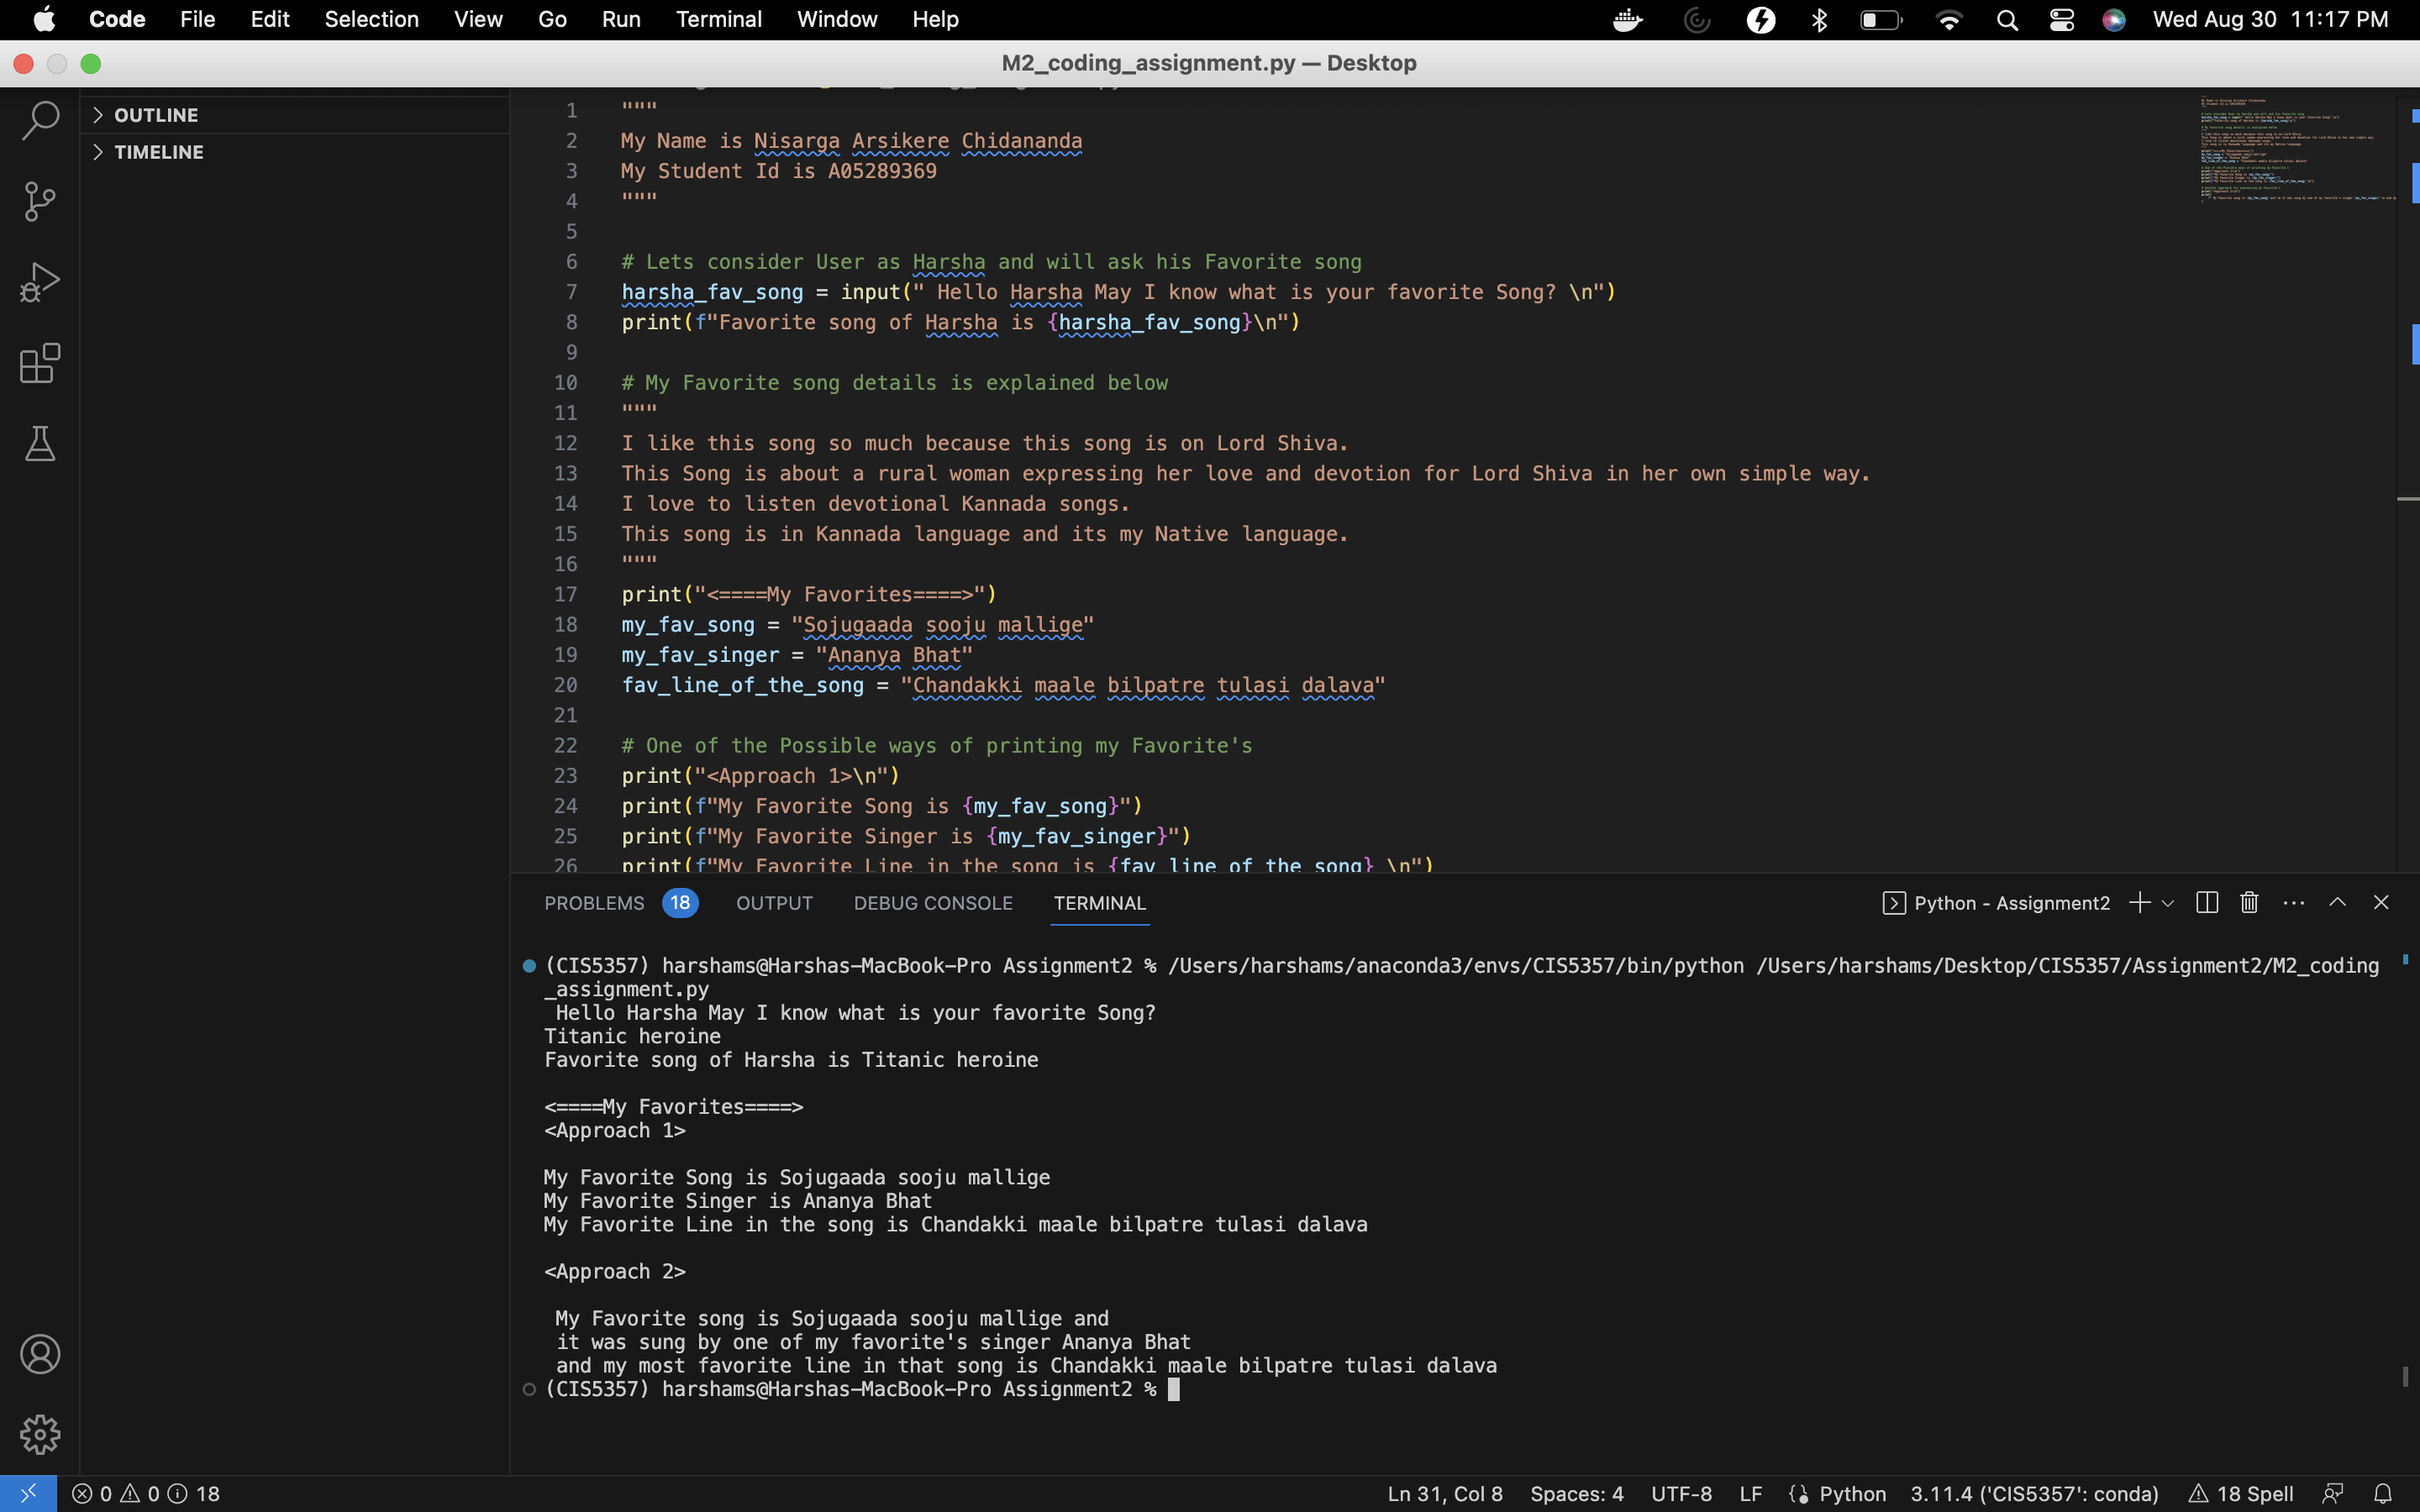 Code File Edit Selection View Go Run Terminal Window Help Wed Aug 30 11:17 PM
M2_coding_assignment.py — Desktop
OUTLINE
TIMELINE
1 """
2 My Name is Nisarga Arsikere Chidananda
3 My Student Id is A05289369
4 """
5
6 # Lets consider User as Harsha and will ask his Favorite song
7 harsha_fav_song = input(" Hello Harsha May I know what is your favorite Song? \n")
8 print(f"Favorite song of Harsha is {harsha_fav_song}\n")
9
10 # My Favorite song details is explained below
11 """
12 I like this song so much because this song is on Lord Shiva.
13 This Song is about a rural woman expressing her love and devotion for Lord Shiva in her own simple way.
14 I love to listen devotional Kannada songs.
15 This song is in Kannada language and its my Native language.
16 """
17 print("<====My Favorites====>")
18 my_fav_song = "Sojugaada sooju mallige"
19 my_fav_singer = "Ananya Bhat"
20 fav_line_of_the_song = "Chandakki maale bilpatre tulasi dalava"
21
22 # One of the Possible ways of printing my Favorite's
23 print("<Approach 1>\n")
24 print(f"My Favorite Song is {my_fav_song}")
25 print(f"My Favorite Singer is {my_fav_singer}")
26 print(f"My Favorite Line in the song is {fav_line_of_the_song} \n")
PROBLEMS 18 OUTPUT DEBUG CONSOLE TERMINAL Python - Assignment2
(CIS5357) harshams@Harshas-MacBook-Pro Assignment2 % /Users/harshams/anaconda3/envs/CIS5357/bin/python /Users/harshams/Desktop/CIS5357/Assignment2/M2_coding
_assignment.py
Hello Harsha May I know what is your favorite Song?
Titanic heroine
Favorite song of Harsha is Titanic heroine
<====My Favorites====>
<Approach 1>
My Favorite Song is Sojugaada sooju mallige
My Favorite Singer is Ananya Bhat
My Favorite Line in the song is Chandakki maale bilpatre tulasi dalava
<Approach 2>
My Favorite song is Sojugaada sooju mallige and
it was sung by one of my favorite's singer Ananya Bhat
and my most favorite line in that song is Chandakki maale bilpatre tulasi dalava
(CIS5357) harshams@Harshas-MacBook-Pro Assignment2 %
0 0 18 Ln 31, Col 8 Spaces: 4 UTF-8 LF Python 3.11.4 ('CIS5357': conda) 18 Spell